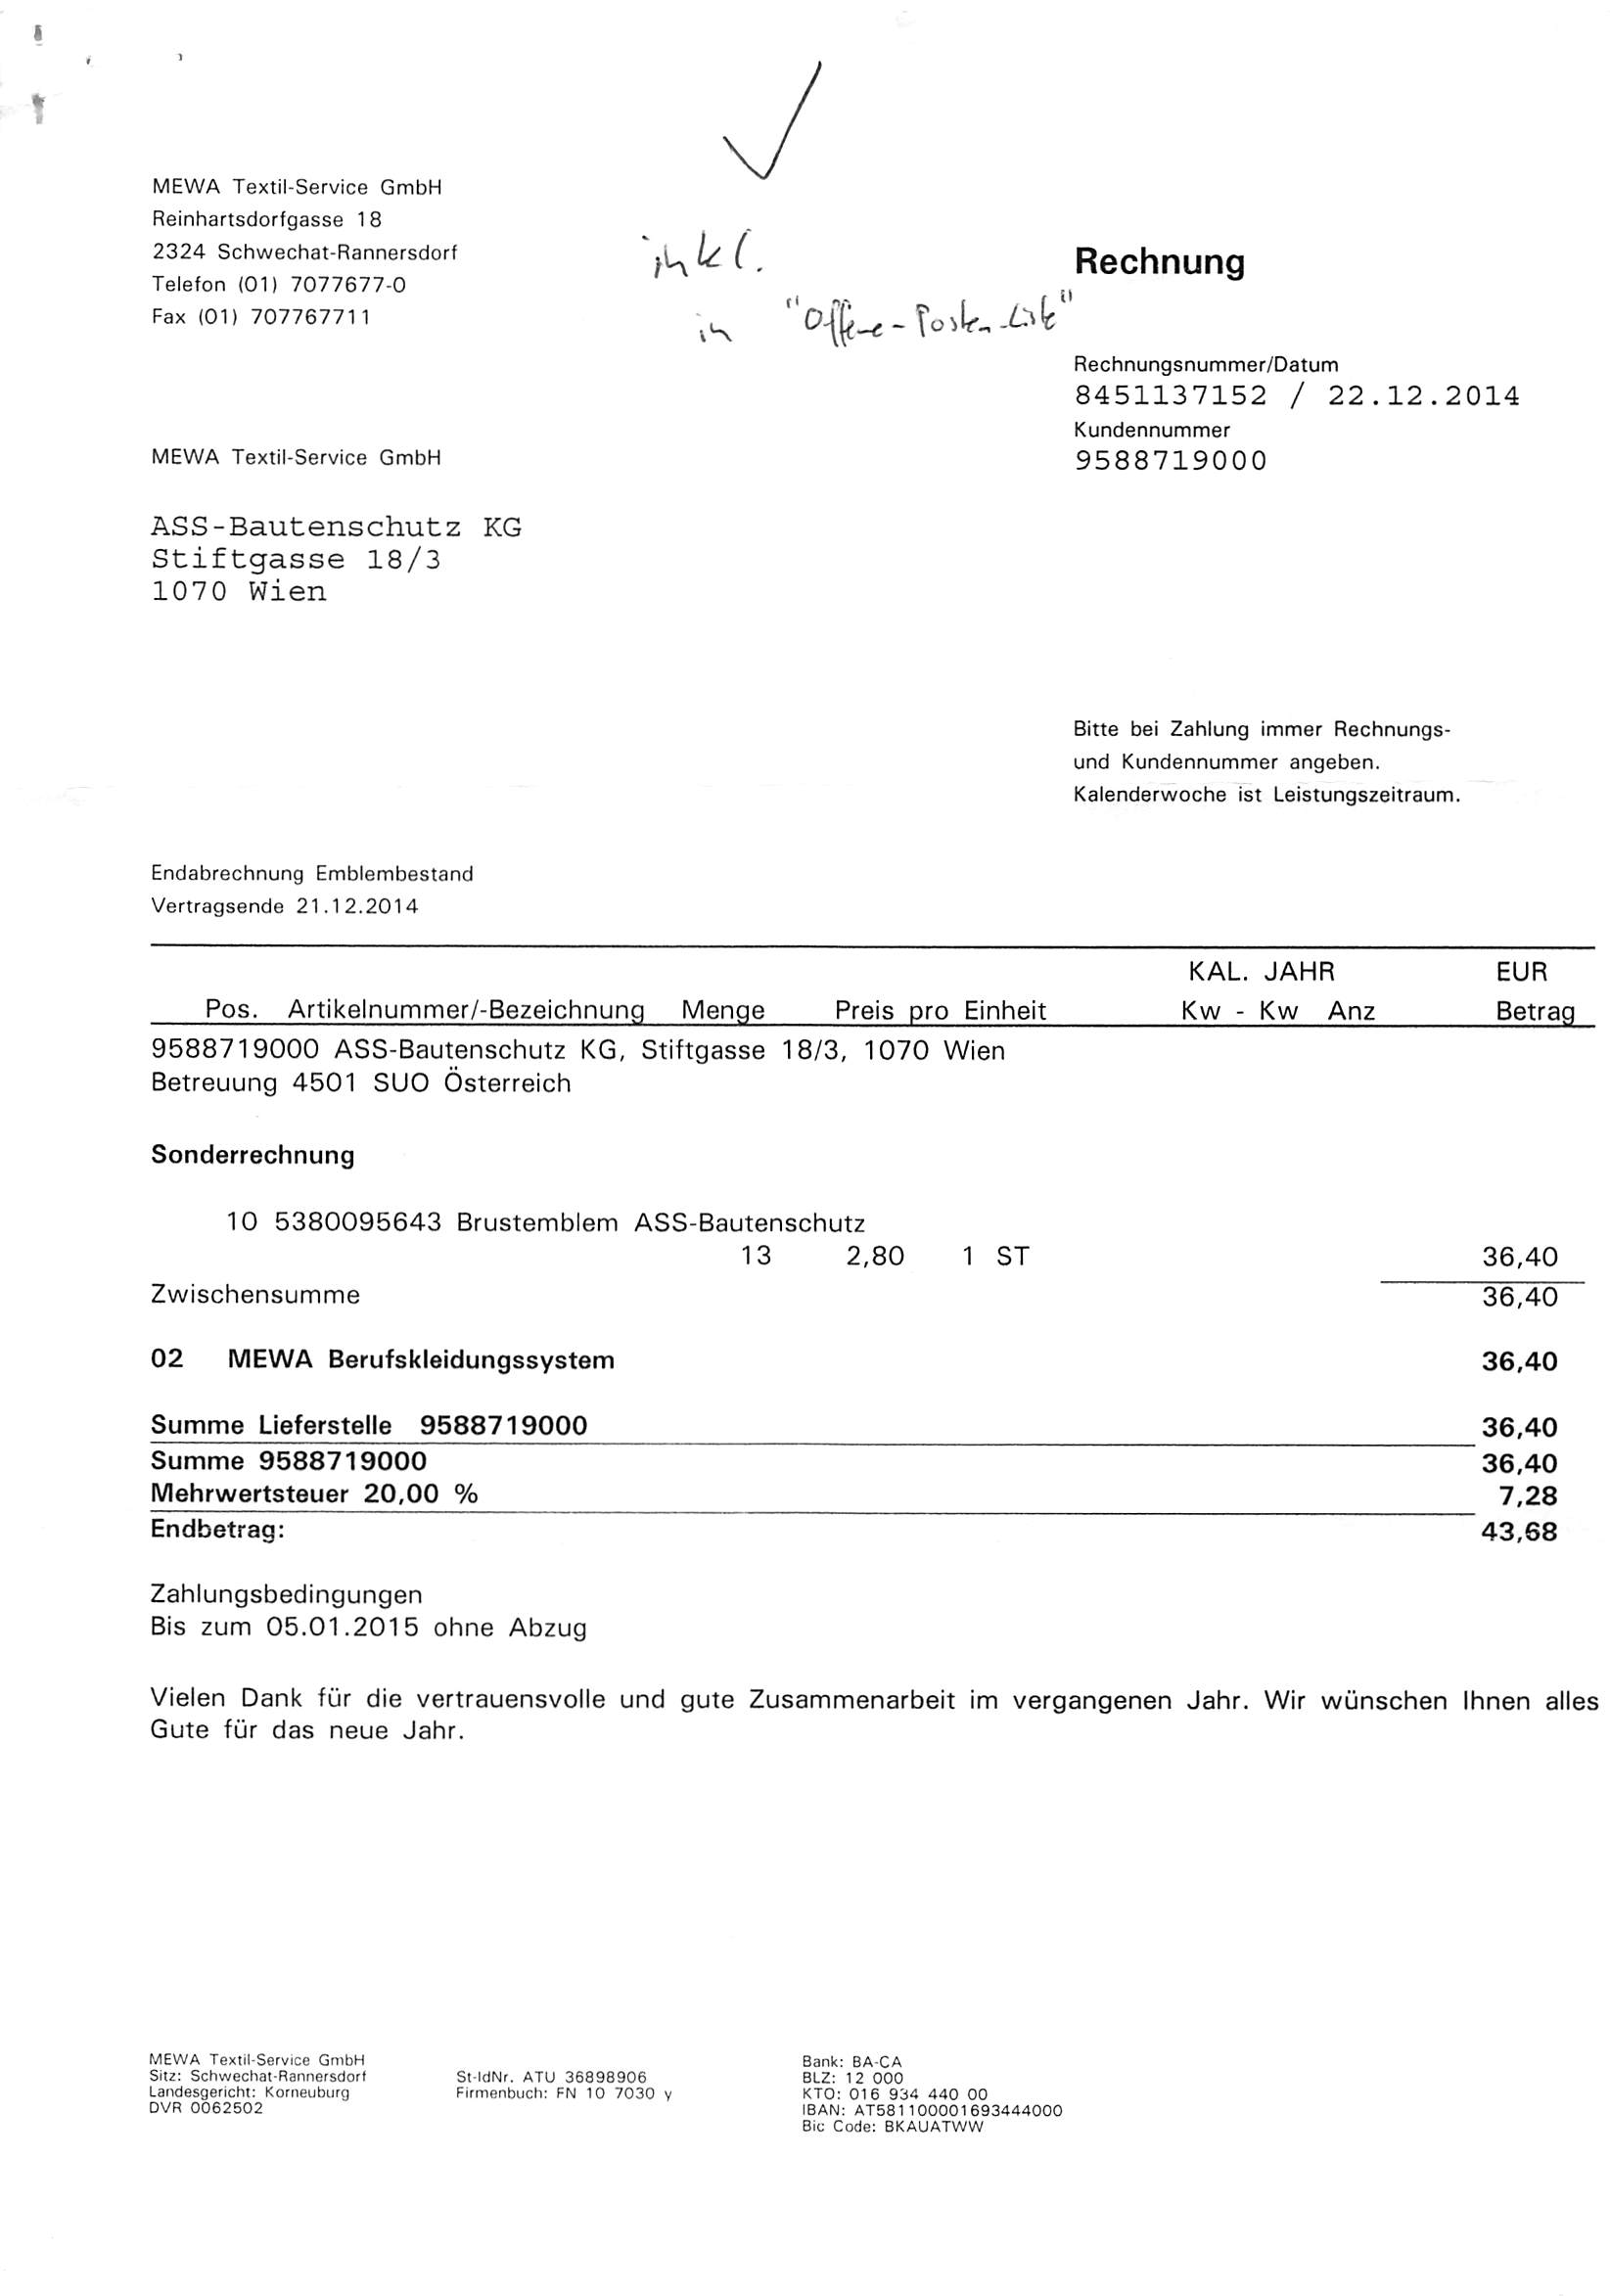 MEWA Textil-Service GmbH
Reinhartsdorfgasse 18
2324 Schwechat-Rannersdorf
Telefon (01) 7077677-0
Fax (01) 707767711
inkl.
in "Offene-Posten-Liste"
Rechnung
Rechnungsnummer/Datum
8451137152 / 22.12.2014
Kundennummer
9588719000
MEWA Textil-Service GmbH
ASS-Bautenschutz KG
Stiftgasse 18/3
1070 Wien
Bitte bei Zahlung immer Rechnungs-
und Kundennummer angeben.
Kalenderwoche ist Leistungszeitraum.
Endabrechnung Emblembestand
Vertragsende 21.12.2014
KAL. JAHR EUR
Pos. Artikelnummer/-Bezeichnung Menge Preis pro Einheit Kw - Kw Anz Betrag
9588719000 ASS-Bautenschutz KG, Stiftgasse 18/3, 1070 Wien
Betreuung 4501 SUO Österreich
Sonderrechnung
10 5380095643 Brustemblem ASS-Bautenschutz
13 2,80 1 ST 36,40
Zwischensumme 36,40
02 MEWA Berufskleidungssystem 36,40
Summe Lieferstelle 9588719000 36,40
Summe 9588719000 36,40
Mehrwertsteuer 20,00 % 7,28
Endbetrag: 43,68
Zahlungsbedingungen
Bis zum 05.01.2015 ohne Abzug
Vielen Dank für die vertrauensvolle und gute Zusammenarbeit im vergangenen Jahr. Wir wünschen Ihnen alles
Gute für das neue Jahr.
MEWA Textil-Service GmbH
Sitz: Schwechat-Rannersdorf
Landesgericht: Korneuburg
DVR 0062502
St-IdNr. ATU 36898906
Firmenbuch: FN 10 7030 y
Bank: BA-CA
BLZ: 12 000
KTO: 016 934 440 00
IBAN: AT581100001693444000
Bic Code: BKAUATWW